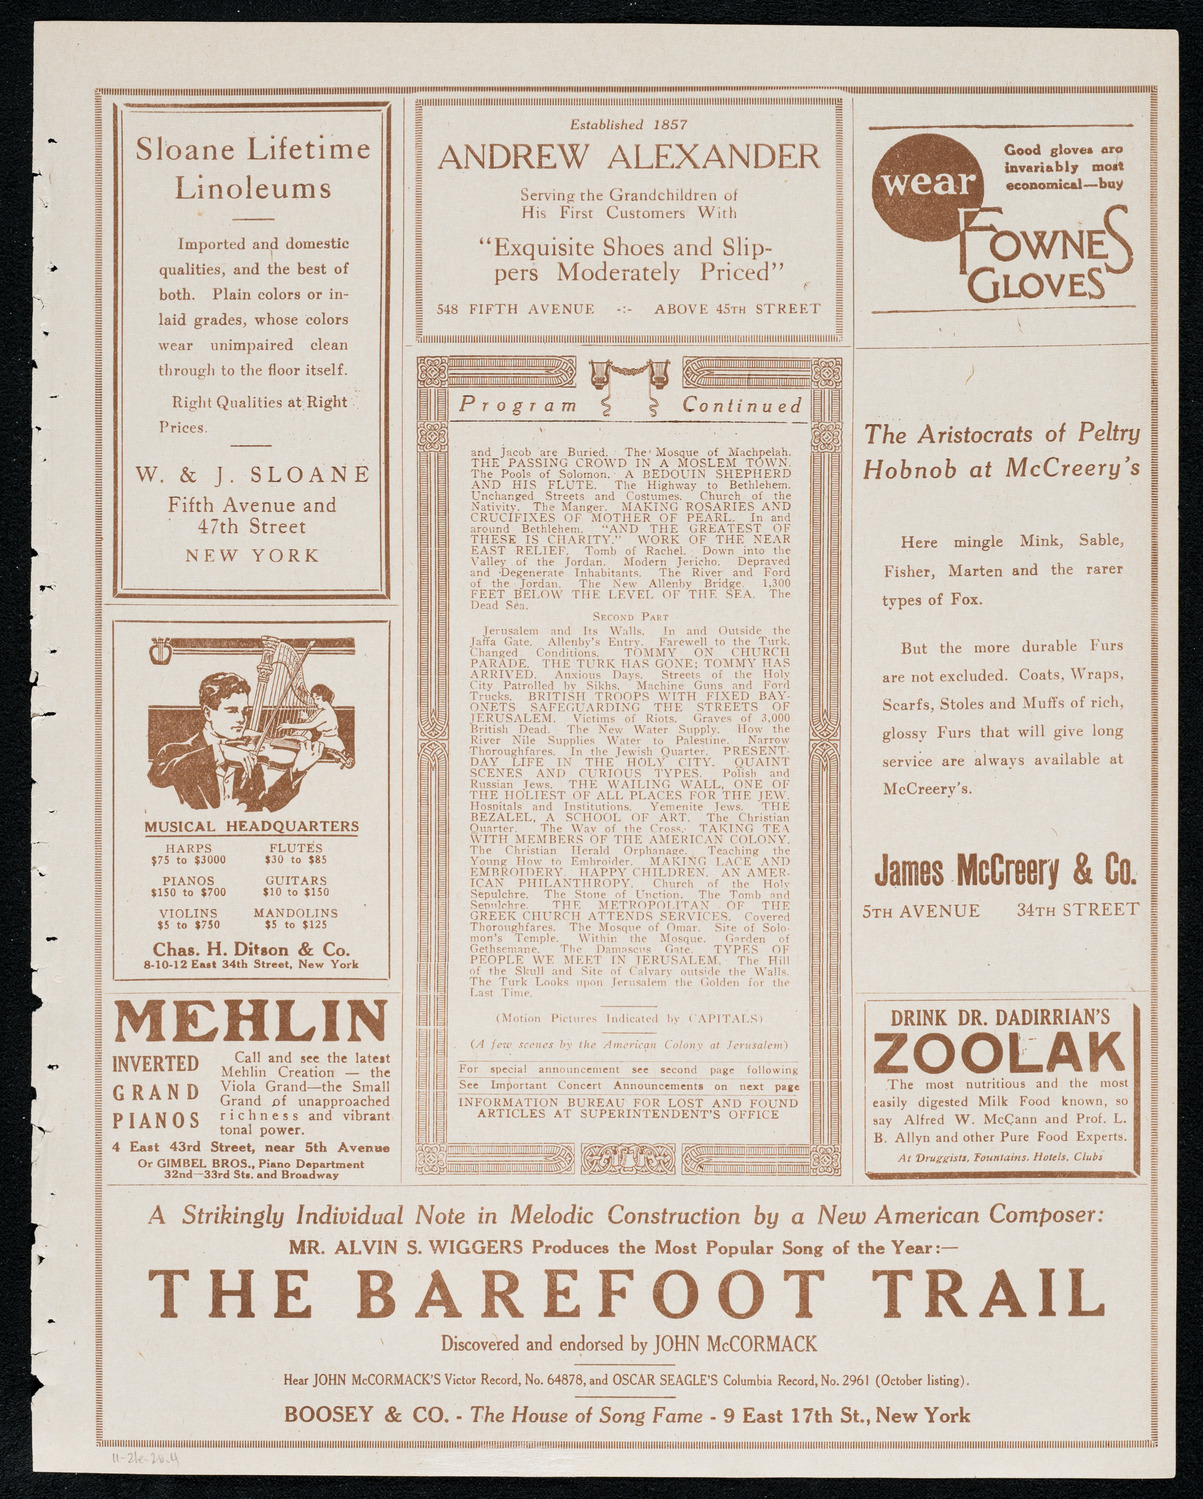 Sloane Lifetime
Linoleums
Imported and domestic
qualities, and the best of
both. Plain colors or in-
laid grades, whose colors
wear unimpaired clean
through to the floor itself.
Right Qualities at Right
Prices.
W. & J. SLOANE
Fifth Avenue and
47th Street
NEW YORK
MUSICAL HEADQUARTERS
HARPS FLUTES
$75 to $3000 $30 to $85
PIANOS GUITARS
$150 to $700 $10 to $150
VIOLINS MANDOLINS
$5 to $750 $5 to $125
Chas. H. Ditson & Co.
8-10-12 East 34th Street, New York
MEHLIN
INVERTED
GRAND
PIANOS
Call and see the latest
Mehlin Creation — the
Viola Grand—the Small
Grand of unapproached
richness and vibrant
tonal power.
4 East 43rd Street, near 5th Avenue
Or GIMBEL BROS., Piano Department
32nd—33rd Sts. and Broadway
Established 1857
ANDREW ALEXANDER
Serving the Grandchildren of
His First Customers With
“Exquisite Shoes and Slip-
pers Moderately Priced”
548 FIFTH AVENUE -:- ABOVE 45TH STREET
Program Continued
and Jacob are Buried. The Mosque of Machpelah.
THE PASSING CROWD IN A MOSLEM TOWN.
The Pools of Solomon. A BEDOUIN SHEPHERD
AND HIS FLUTE. The Highway to Bethlehem.
Unchanged Streets and Costumes. Church of the
Nativity. The Manger. MAKING ROSARIES AND
CRUCIFIXES OF MOTHER OF PEARL. In and
around Bethlehem. “AND THE GREATEST OF
THESE IS CHARITY.” WORK OF THE NEAR
EAST RELIEF. Tomb of Rachel. Down into the
Valley of the Jordan. Modern Jericho. Depraved
and Degenerate Inhabitants. The River and Ford
of the Jordan. The New Allenby Bridge. 1,300
FEET BELOW THE LEVEL OF THE SEA. The
Dead Sea.
SECOND PART
Jerusalem and Its Walls. In and Outside the
Jaffa Gate. Allenby's Entry. Farewell to the Turk.
Changed Conditions. TOMMY ON CHURCH
PARADE. THE TURK HAS GONE; TOMMY HAS
ARRIVED. Anxious Days. Streets of the Holy
City Patrolled by Sikhs. Machine Guns and Ford
Trucks. BRITISH TROOPS WITH FIXED BAY-
ONETS SAFEGUARDING THE STREETS OF
JERUSALEM. Victims of Riots. Graves of 3,000
British Dead. The New Water Supply. How the
River Nile Supplies Water to Palestine. Narrow
Thoroughfares. In the Jewish Quarter. PRESENT-
DAY LIFE IN THE HOLY CITY. QUAINT
SCENES AND CURIOUS TYPES. Polish and
Russian Jews. THE WAILING WALL, ONE OF
THE HOLIEST OF ALL PLACES FOR THE JEW.
Hospitals and Institutions. Yemenite Jews. THE
BEZALEL, A SCHOOL OF ART. The Christian
Quarter. The Way of the Cross. TAKING TEA
WITH MEMBERS OF THE AMERICAN COLONY.
The Christian Herald Orphanage. Teaching the
Young How to Embroider. MAKING LACE AND
EMBROIDERY. HAPPY CHILDREN. AN AMER-
ICAN PHILANTHROPY. Church of the Holy
Sepulchre. The Stone of Unction. The Tomb and
Sepulchre. THE METROPOLITAN OF THE
GREEK CHURCH ATTENDS SERVICES. Covered
Thoroughfares. The Mosque of Omar. Site of Solo-
mon's Temple. Within the Mosque. Garden of
Gethsemane. The Damascus Gate. TYPES OF
PEOPLE WE MEET IN JERUSALEM. The Hill
of the Skull and Site of Calvary outside the Walls.
The Turk Looks upon Jerusalem the Golden for the
Last Time.
(Motion Pictures Indicated by CAPITALS)
(A few scenes by the American Colony at Jerusalem)
For special announcement see second page following
See Important Concert Announcements on next page
INFORMATION BUREAU FOR LOST AND FOUND
ARTICLES AT SUPERINTENDENT'S OFFICE
wear
Good gloves are
invariably most
economical—buy
FOWNES
GLOVES
The Aristocrats of Peltry
Hobnob at McCreery's
Here mingle Mink, Sable,
Fisher, Marten and the rarer
types of Fox.
But the more durable Furs
are not excluded. Coats, Wraps,
Scarfs, Stoles and Muffs of rich,
glossy Furs that will give long
service are always available at
McCreery's.
James McCreery & Co.
5TH AVENUE 34TH STREET
DRINK DR. DADIRRIAN'S
ZOOLAK
The most nutritious and the most
easily digested Milk Food known, so
say Alfred W. McCann and Prof. L.
B. Allyn and other Pure Food Experts.
At Druggists, Fountains, Hotels, Clubs
A Strikingly Individual Note in Melodic Construction by a New American Composer:
MR. ALVIN S. WIGGERS Produces the Most Popular Song of the Year:—
THE BAREFOOT TRAIL
Discovered and endorsed by JOHN McCORMACK
Hear JOHN McCORMACK'S Victor Record, No. 64878, and OSCAR SEAGLE'S Columbia Record, No. 2961 (October listing).
BOOSEY & CO. - The House of Song Fame - 9 East 17th St., New York